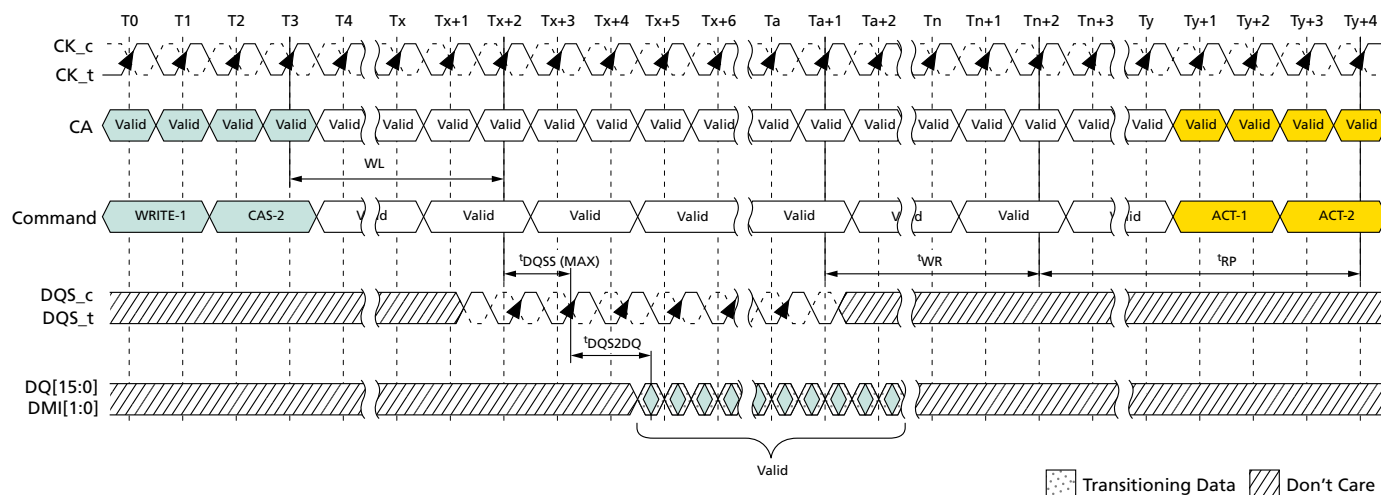 T0 T1 T2 T3 T4 Tx Tx+1 Tx+2 Tx+3 Tx+4 Tx+5 Tx+6 Ta Ta+1 Ta+2 Tn Tn+1 Tn+2 Tn+3 Ty Ty+1 Ty+2 Ty+3 Ty+4
CK_c
CK_t
CA Valid Valid Valid Valid Valid Valid Valid Valid Valid Valid Valid Valid Valid Valid Valid Valid Valid Valid Valid Valid Valid Valid Valid Valid
WL
Command WRITE-1 CAS-2 Valid Valid Valid Valid Valid Valid Valid Valid ACT-1 ACT-2
tDQSS (MAX) tWR tRP
DQS_c
DQS_t
tDQS2DQ
DQ[15:0]
DMI[1:0]
Valid
Transitioning Data Don't Care